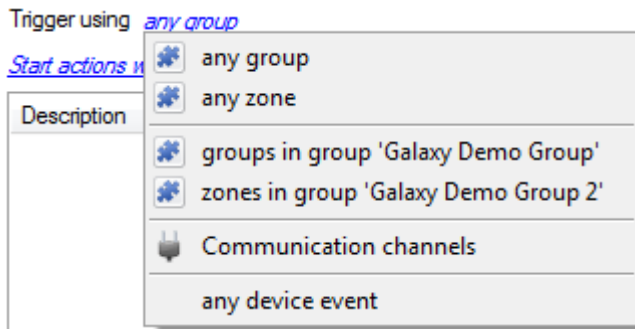 Trigger using any group
any group
Start actions w
any zone
Description
groups in group 'Galaxy Demo Group'
zones in group 'Galaxy Demo Group 2'
Communication channels
any device event